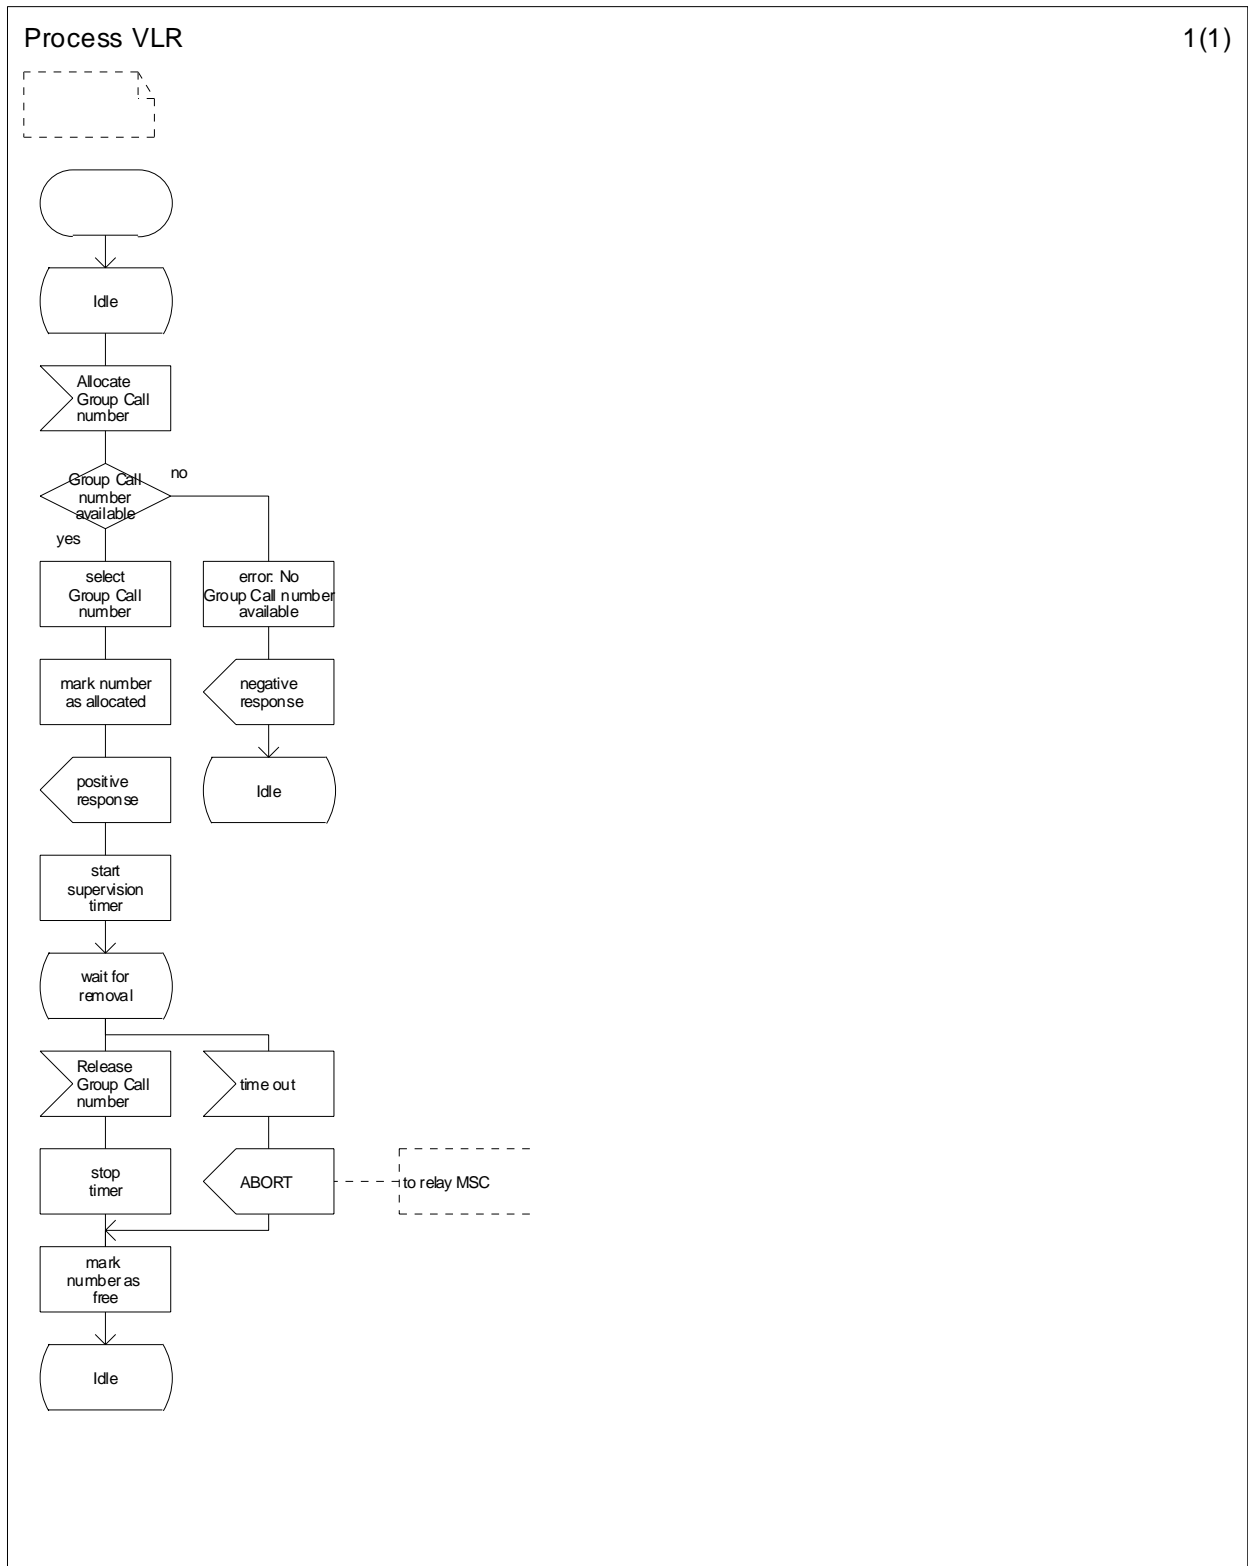 Process VLR
1(1)
Idle
Allocate
Group Call
number
Group Call
number
available
no
yes
select
Group Call
number
error: No
Group Call number
available
mark number
as allocated
negative
response
positive
response
Idle
start
supervision
timer
wait for
removal
Release
Group Call
number
time out
stop
timer
ABORT
to relay MSC
mark
number as
free
Idle